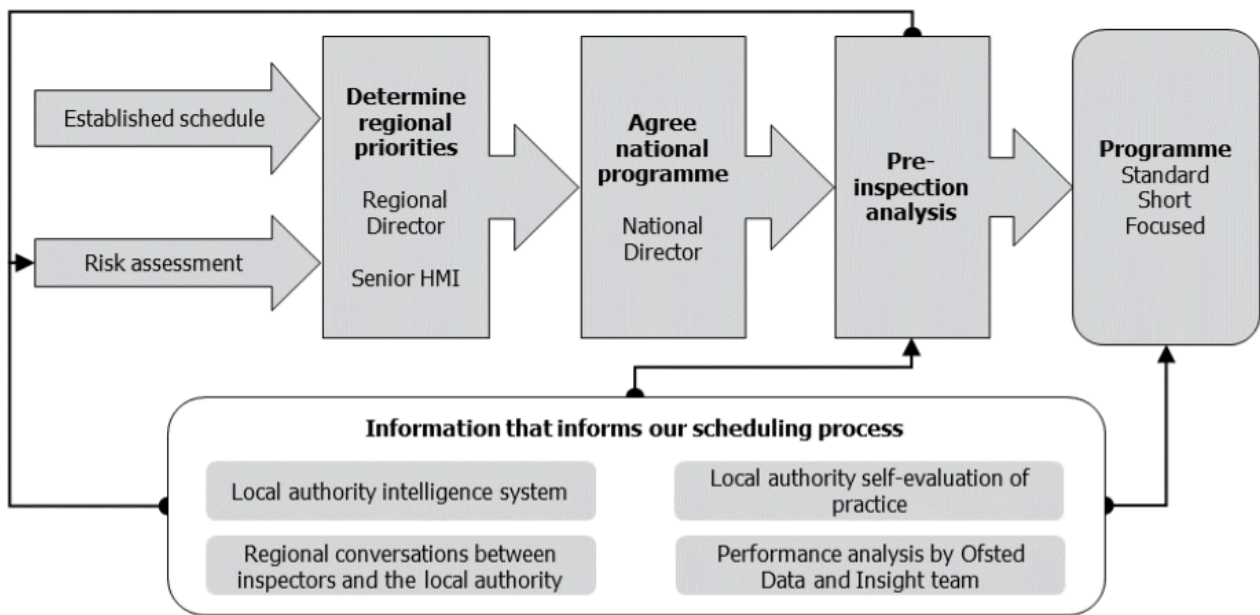 Established schedule
Risk assessment
Determine
regional
priorities
Regional
Director
Senior HMI
Agree
national
programme
National
Director
Pre-
inspection
analysis
Programme
Standard
Short
Focused
Information that informs our scheduling process
Local authority intelligence system
Local authority self-evaluation of
practice
Regional conversations between
inspectors and the local authority
Performance analysis by Ofsted
Data and Insight team